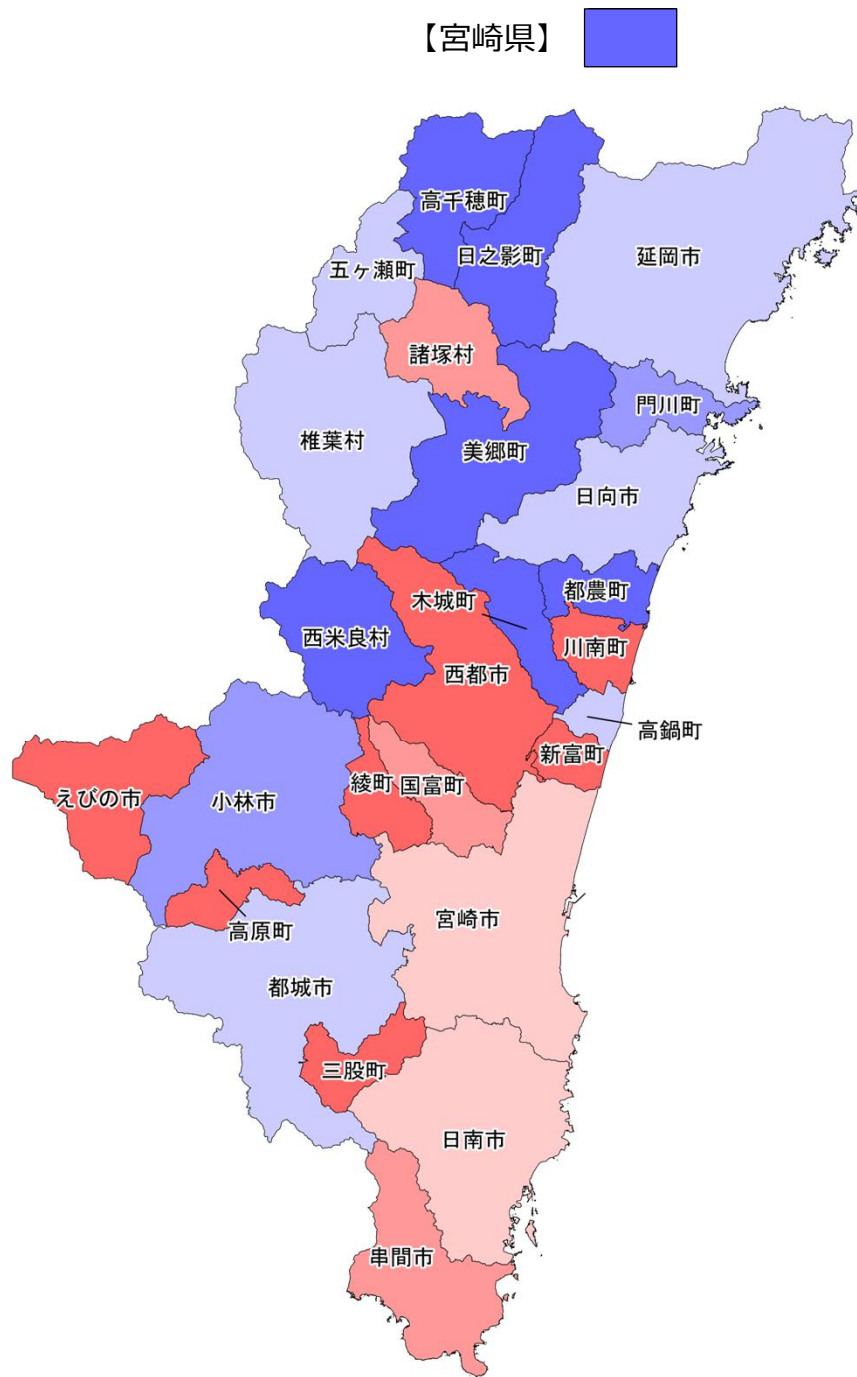 【宮崎県】
高千穂町
日之影町
延岡市
五ヶ瀬町
諸塚村
門川町
椎葉村
美郷町
日向市
木城町
都農町
西米良村
川南町
西都市
高鍋町
新富町
綾町
国富町
えびの市
小林市
宮崎市
高原町
都城市
三股町
日南市
串間市